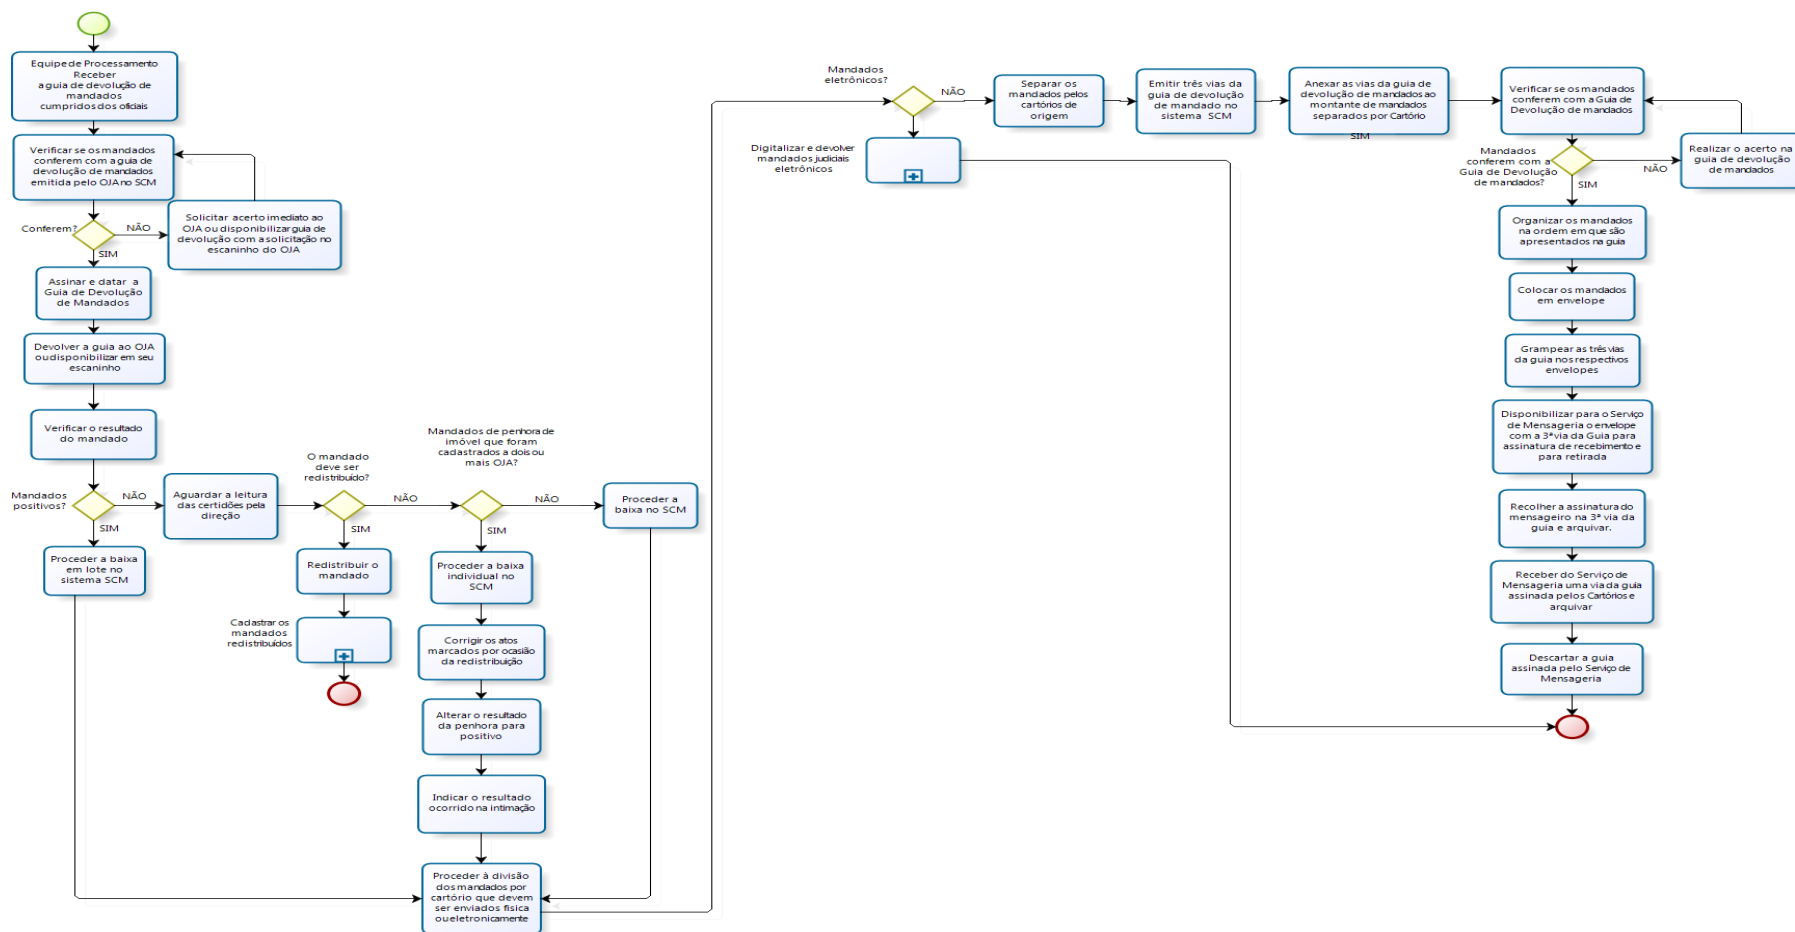 Equipe de Processamento
Receber
a guia de devolução de
mandados
cumpridos dos oficiais
Verificar se os mandados
conferem com a guia de
devolução de mandados
emitida pelo OJA no SCM
Conferem?
NÃO
SIM
Solicitar acerto imediato ao
OJA ou disponibilizar guia de
devolução com a solicitação no
escaninho do OJA
Assinar e datar a
Guia de Devolução
de Mandados
Devolver a guia ao OJA
ou disponibilizar em seu
escaninho
Verificar o resultado
do mandado
Mandados
positivos?
NÃO
SIM
Proceder a baixa
em lote no
sistema SCM
Aguardar a leitura
das certidões pela
direção
O mandado
deve ser
redistribuído?
NÃO
SIM
Redistribuir o
mandado
Cadastrar os
mandados
redistribuídos
Mandados de penhora de
imóvel que foram
cadastrados a dois ou
mais OJA?
NÃO
SIM
Proceder a
baixa no SCM
Proceder a baixa
individual no
SCM
Corrigir os atos
marcados por ocasião
da redistribuição
Alterar o resultado
da penhora para
positivo
Indicar o resultado
ocorrido na intimação
Proceder à divisão
dos mandados por
cartório que devem
ser enviados física
ou eletronicamente
Mandados
eletrônicos?
NÃO
Digitalizar e devolver
mandados judiciais
eletrônicos
Separar os
mandados pelos
cartórios de
origem
Emitir três vias da
guia de devolução
de mandado no
sistema SCM
Anexar as vias da guia de
devolução de mandados ao
montante de mandados
separados por Cartório
SIM
Verificar se os mandados
conferem com a Guia de
Devolução de mandados
Mandados
conferem com a
Guia de Devolução
de mandados?
NÃO
SIM
Realizar o acerto na
guia de devolução
de mandados
Organizar os mandados
na ordem em que são
apresentados na guia
Colocar os mandados
em envelope
Grampear as três vias
da guia nos respectivos
envelopes
Disponibilizar para o Serviço
de Mensageria o envelope
com a 3ª via da Guia para
assinatura de recebimento e
para retirada
Recolher a assinatura do
mensageiro na 3ª via da
guia e arquivar.
Receber do Serviço de
Mensageria uma via da guia
assinada pelos Cartórios e
arquivar
Descartar a guia
assinada pelo Serviço de
Mensageria